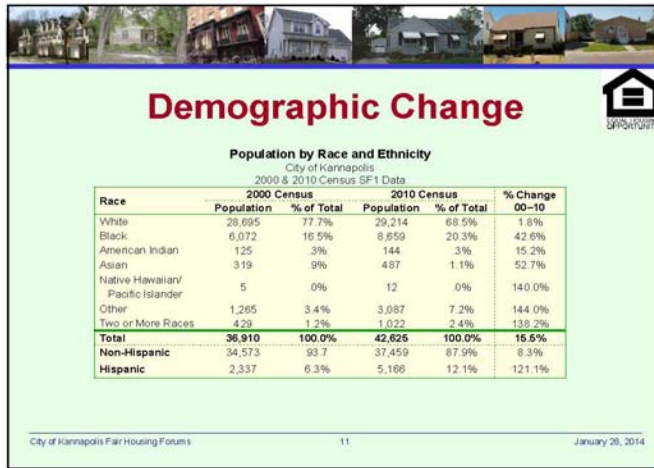 Demographic Change
EQUAL HOUSING
OPPORTUNITY
Population by Race and Ethnicity
City of Kannapolis
2000 & 2010 Census SF1 Data
Race 2000 Census 2010 Census % Change
Population % of Total Population % of Total 00–10
White 28,695 77.7% 29,214 68.5% 1.8%
Black 6,072 16.5% 8,659 20.3% 42.6%
American Indian 125 .3% 144 .3% 15.2%
Asian 319 .9% 487 1.1% 52.7%
Native Hawaiian/
Pacific Islander 5 .0% 12 .0% 140.0%
Other 1,265 3.4% 3,087 7.2% 144.0%
Two or More Races 429 1.2% 1,022 2.4% 138.2%
Total 36,910 100.0% 42,625 100.0% 15.5%
Non-Hispanic 34,573 93.7 37,459 87.9% 8.3%
Hispanic 2,337 6.3% 5,166 12.1% 121.1%
City of Kannapolis Fair Housing Forums 11 January 28, 2014